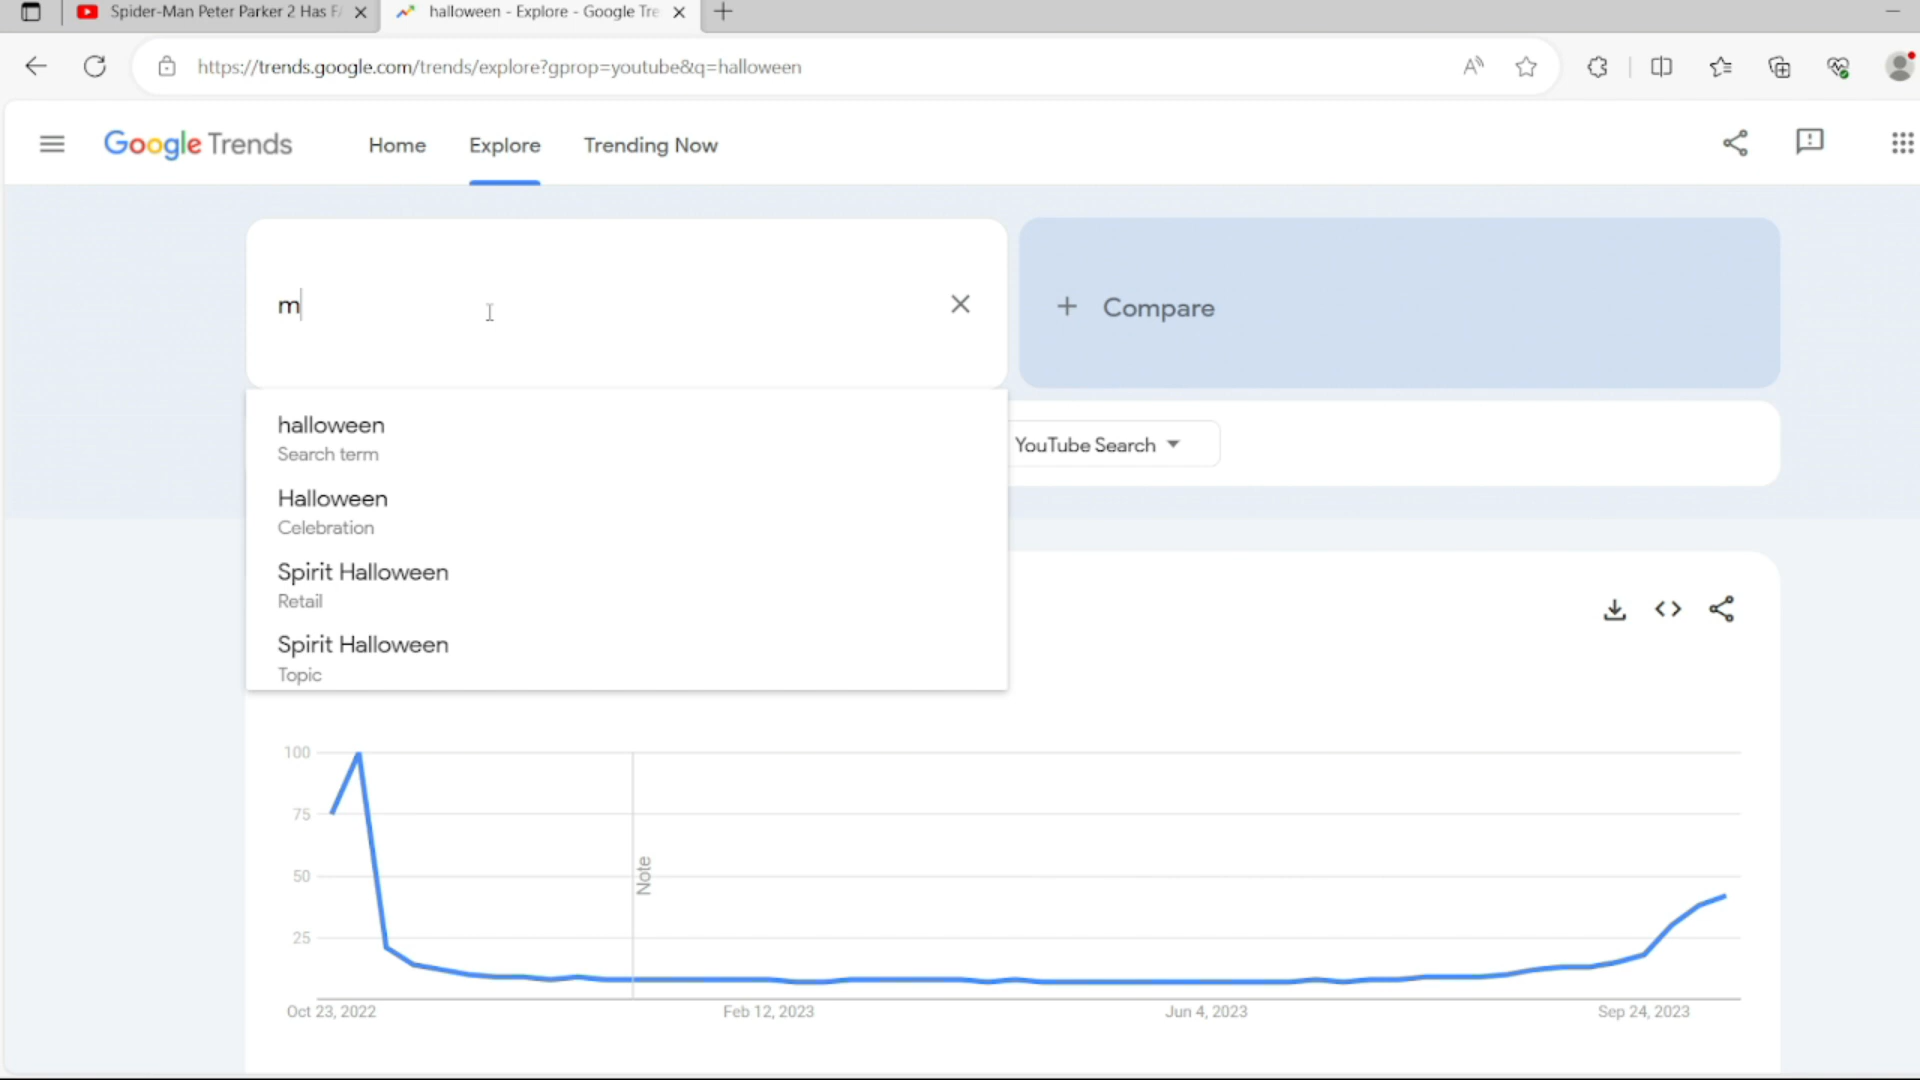 Spider-Man Peter Parker 2 Has F
halloween - Explore - Google Tre
https://trends.google.com/trends/explore?gprop=youtube&q=halloween
Google Trends
Home
Explore
Trending Now
m
+ Compare
halloween
Search term
Halloween
Celebration
Spirit Halloween
Retail
Spirit Halloween
Topic
YouTube Search
100
75
50
25
Note
Oct 23, 2022
Feb 12, 2023
Jun 4, 2023
Sep 24, 2023